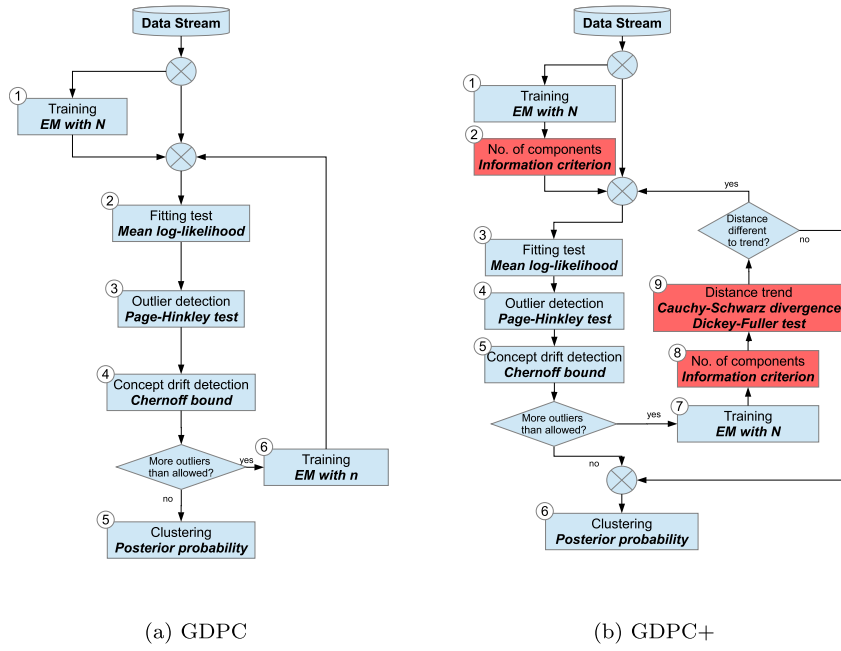 Data Stream
1
Training
EM with N
2
Fitting test
Mean log-likelihood
3
Outlier detection
Page-Hinkley test
4
Concept drift detection
Chernoff bound
More outliers
than allowed?
yes
no
6
Training
EM with n
5
Clustering
Posterior probability
(a) GDPC
Data Stream
1
Training
EM with N
2
No. of components
Information criterion
3
Fitting test
Mean log-likelihood
4
Outlier detection
Page-Hinkley test
5
Concept drift detection
Chernoff bound
More outliers
than allowed?
yes
no
7
Training
EM with N
8
No. of components
Information criterion
9
Distance trend
Cauchy-Schwarz divergence
Dickey-Fuller test
Distance
different
to trend?
yes
no
6
Clustering
Posterior probability
(b) GDPC+